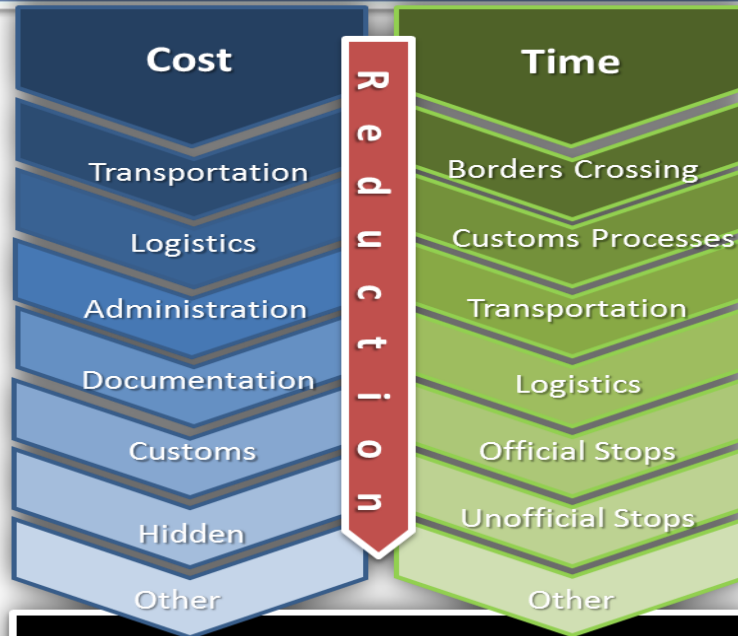 Cost
Transportation
Logistics
Administration
Documentation
Customs
Hidden
Other
Reduction
Time
Borders Crossing
Customs Processes
Transportation
Logistics
Official Stops
Unofficial Stops
Other